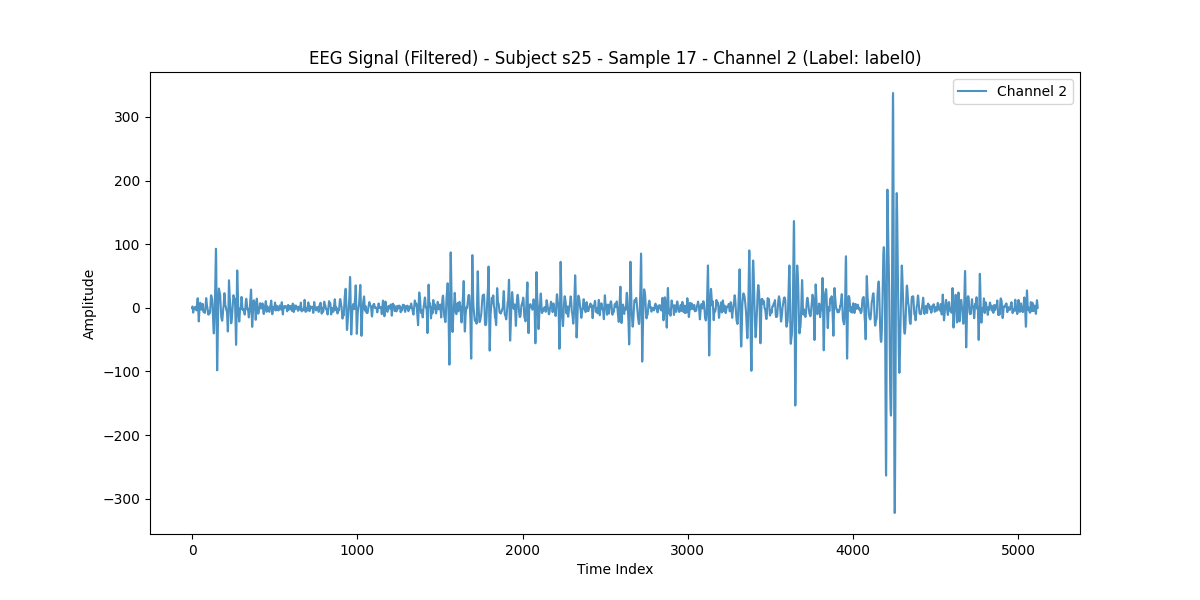 EEG Signal (Filtered) - Subject s25 - Sample 17 - Channel 2 (Label: label0)
Channel 2
300
200
100
0
−100
−200
−300
Amplitude
0 1000 2000 3000 4000 5000
Time Index